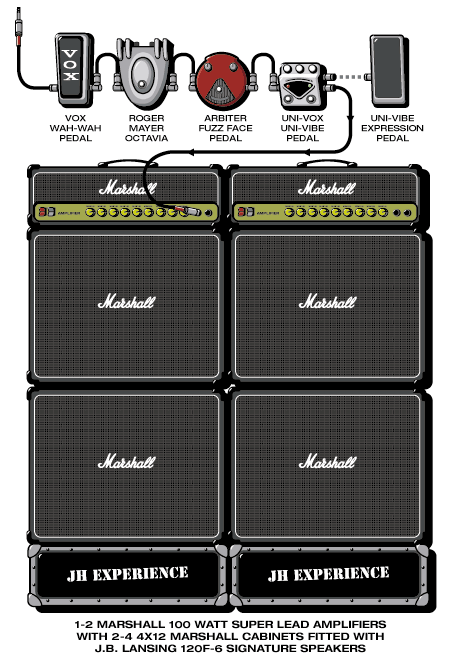 VOX
VOX
WAH-WAH
PEDAL
ROGER
MAYER
OCTAVIA
ARBITER
FUZZ FACE
PEDAL
UNI-VOX
UNI-VIBE
PEDAL
UNI-VIBE
EXPRESSION
PEDAL
Marshall
Marshall
AMPLIFIER
AMPLIFIER
Marshall
Marshall
Marshall
Marshall
JH EXPERIENCE
JH EXPERIENCE
1-2 MARSHALL 100 WATT SUPER LEAD AMPLIFIERS
WITH 2-4 4X12 MARSHALL CABINETS FITTED WITH
J.B. LANSING 120F-6 SIGNATURE SPEAKERS